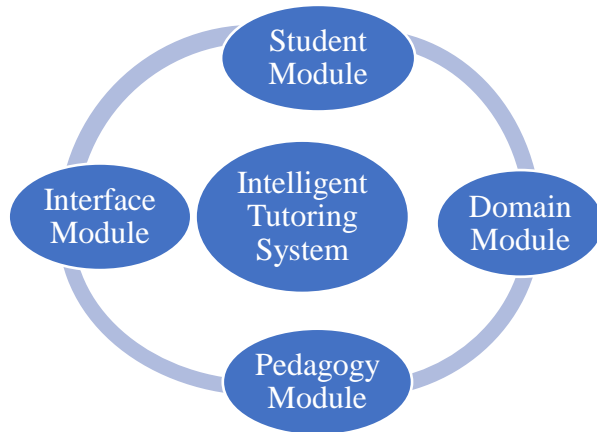 Student
Module
Interface
Module
Intelligent
Tutoring
System
Domain
Module
Pedagogy
Module